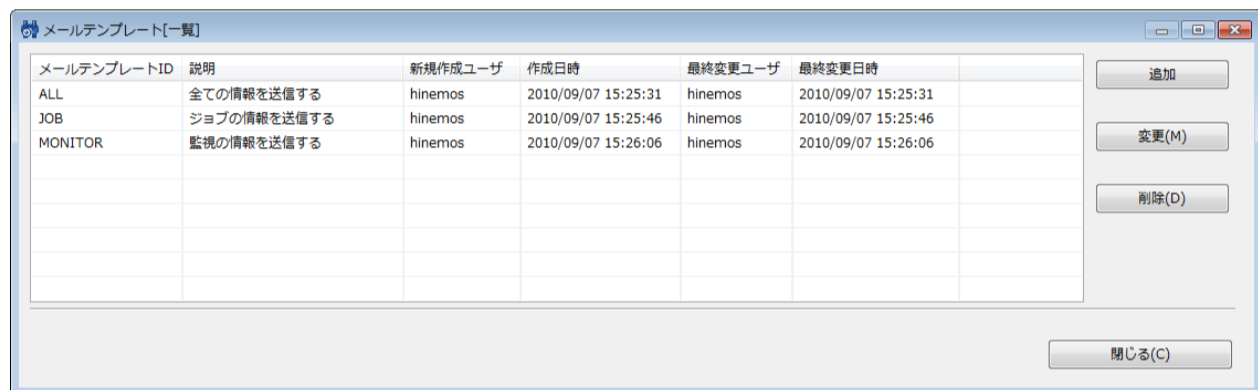 メールテンプレート[一覧]
メールテンプレートID 説明 新規作成ユーザ 作成日時 最終変更ユーザ 最終変更日時
ALL 全ての情報を送信する hinemos 2010/09/07 15:25:31 hinemos 2010/09/07 15:25:31
JOB ジョブの情報を送信する hinemos 2010/09/07 15:25:46 hinemos 2010/09/07 15:25:46
MONITOR 監視の情報を送信する hinemos 2010/09/07 15:26:06 hinemos 2010/09/07 15:26:06
追加
変更(M)
削除(D)
閉じる(C)